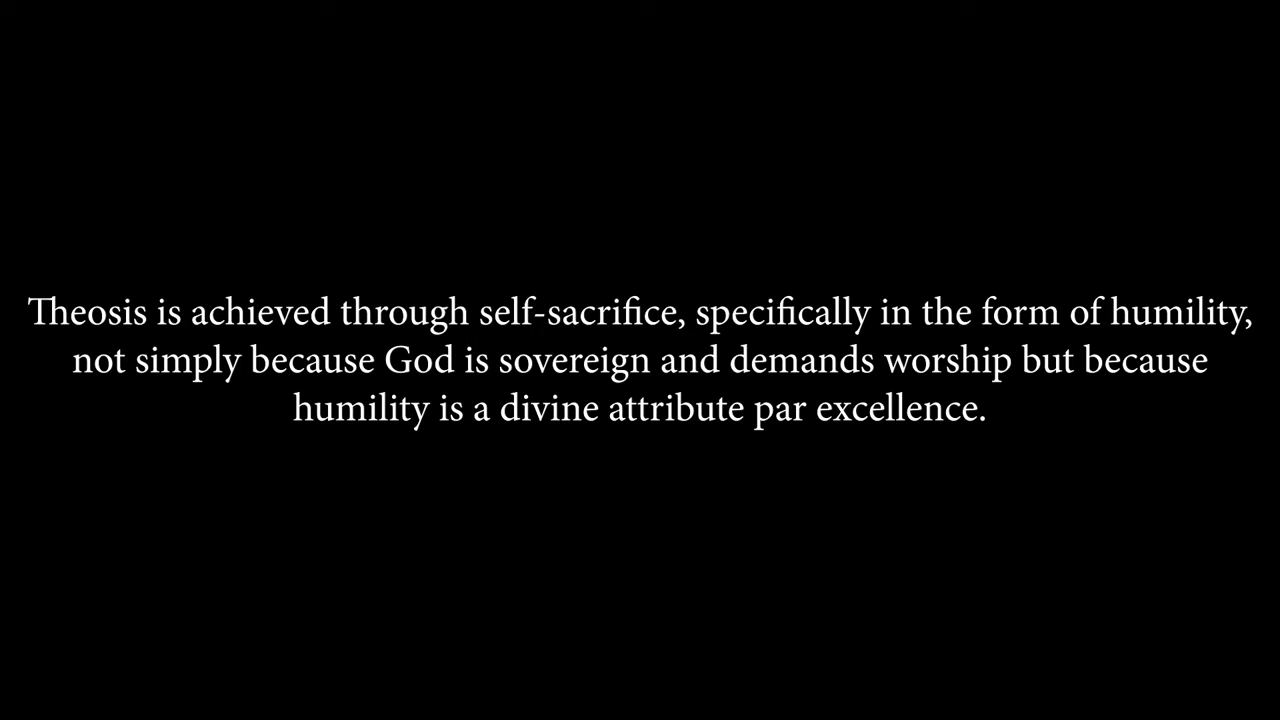 Theosis is achieved through self-sacrifice, specifically in the form of humility,
not simply because God is sovereign and demands worship but because
humility is a divine attribute par excellence.